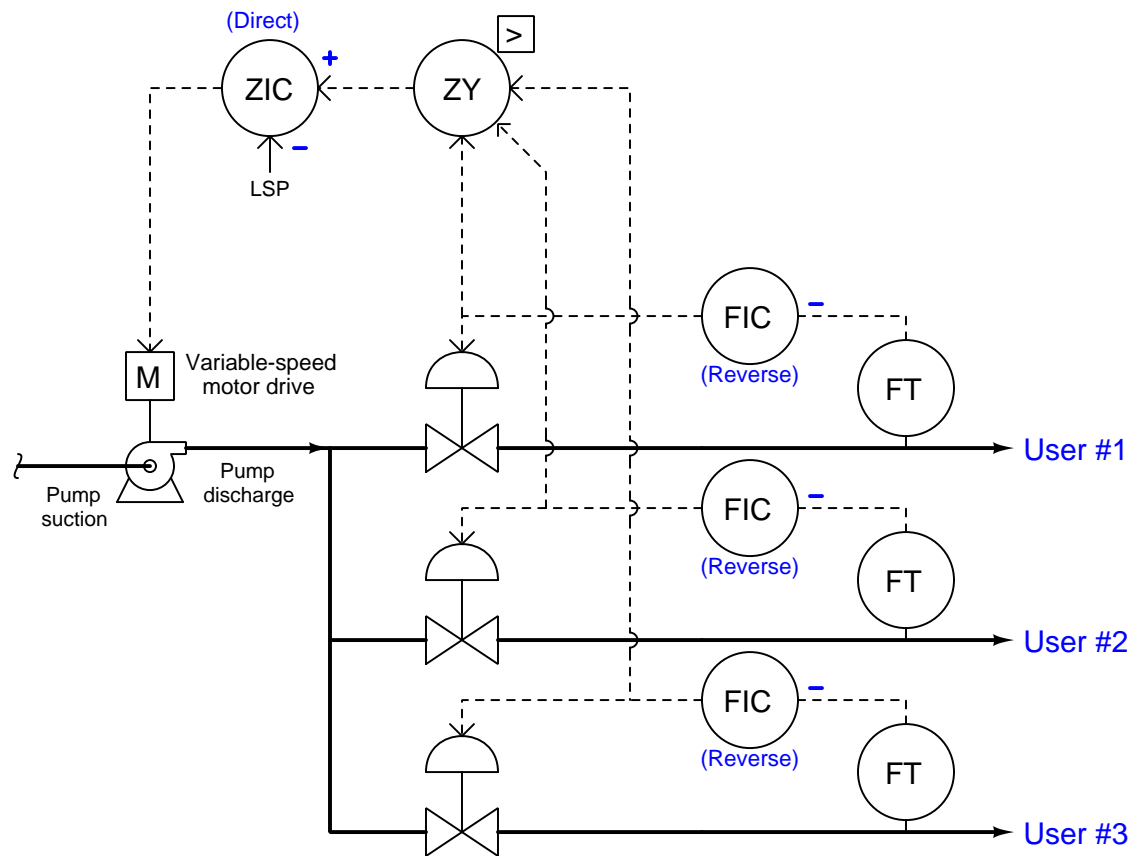 (Direct)
>
+
ZIC
ZY
−
LSP
FIC
−
(Reverse)
FT
Variable-speed
motor drive
M
User #1
Pump
discharge
Pump
suction
FIC
−
(Reverse)
FT
User #2
FIC
−
(Reverse)
FT
User #3